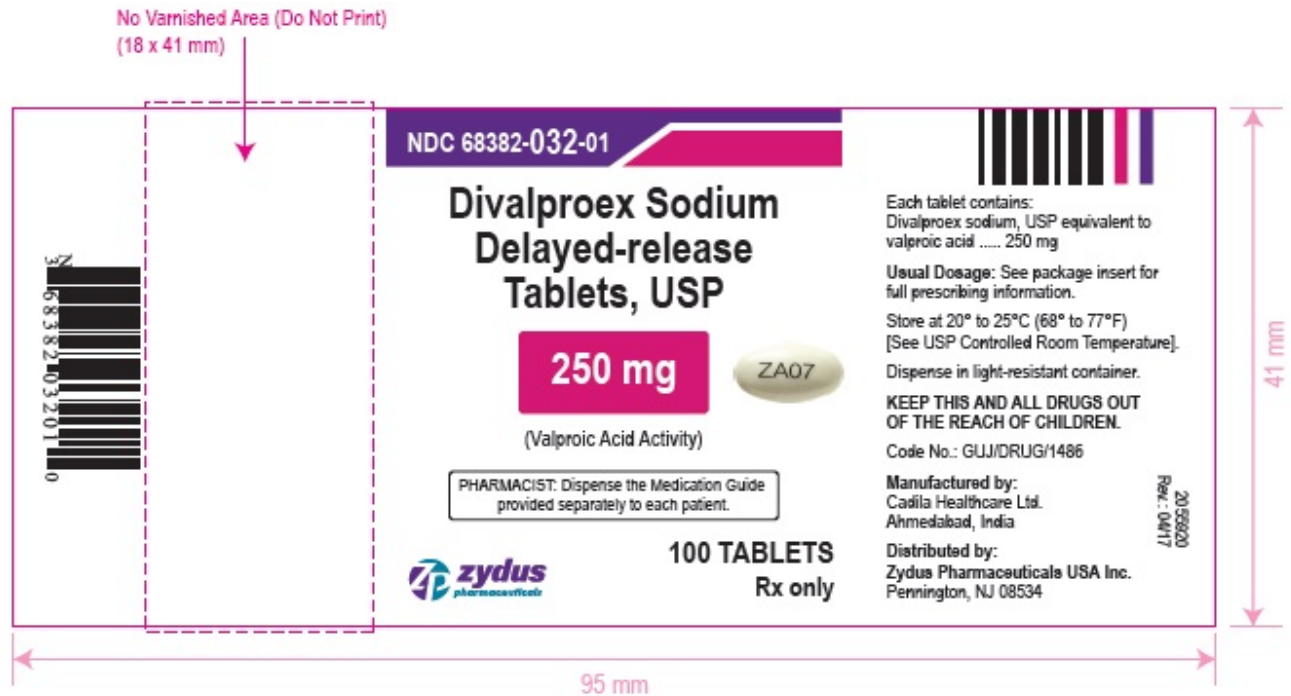 No Varnished Area (Do Not Print)
(18 x 41 mm)
N
3 68382 03201 0
NDC 68382-032-01
Divalproex Sodium
Delayed-release
Tablets, USP
250 mg
ZA07
(Valproic Acid Activity)
PHARMACIST: Dispense the Medication Guide
provided separately to each patient.
zydus
pharmaceuticals
100 TABLETS
Rx only
Each tablet contains:
Divalproex sodium, USP equivalent to
valproic acid ..... 250 mg
Usual Dosage: See package insert for
full prescribing information.
Store at 20° to 25°C (68° to 77°F)
[See USP Controlled Room Temperature].
Dispense in light-resistant container.
KEEP THIS AND ALL DRUGS OUT
OF THE REACH OF CHILDREN.
Code No.: GUJ/DRUG/1486
Manufactured by:
Cadila Healthcare Ltd.
Ahmedabad, India
Distributed by:
Zydus Pharmaceuticals USA Inc.
Pennington, NJ 08534
20 55920
Rev.: 04/17
41 mm
95 mm